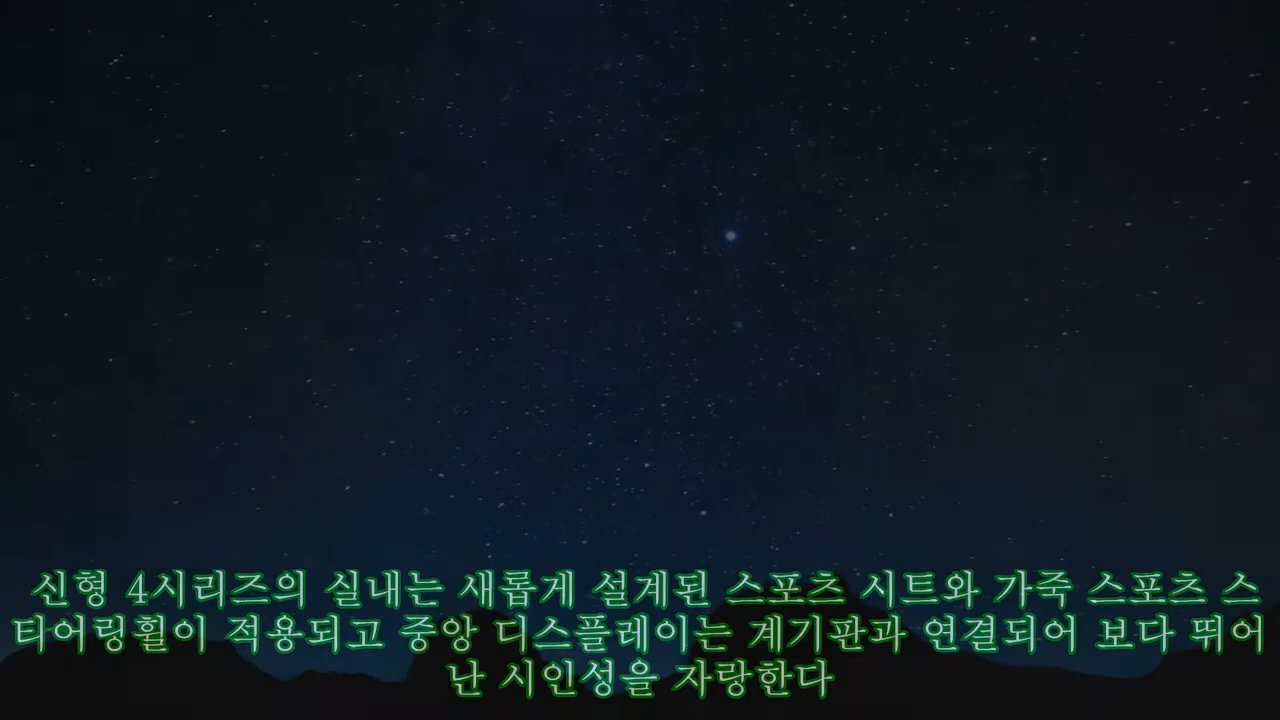 신형 4시리즈의 실내는 새롭게 설계된 스포츠 시트와 가죽 스포츠 스
티어링휠이 적용되고 중앙 디스플레이는 계기판과 연결되어 보다 뛰어
난 시인성을 자랑한다